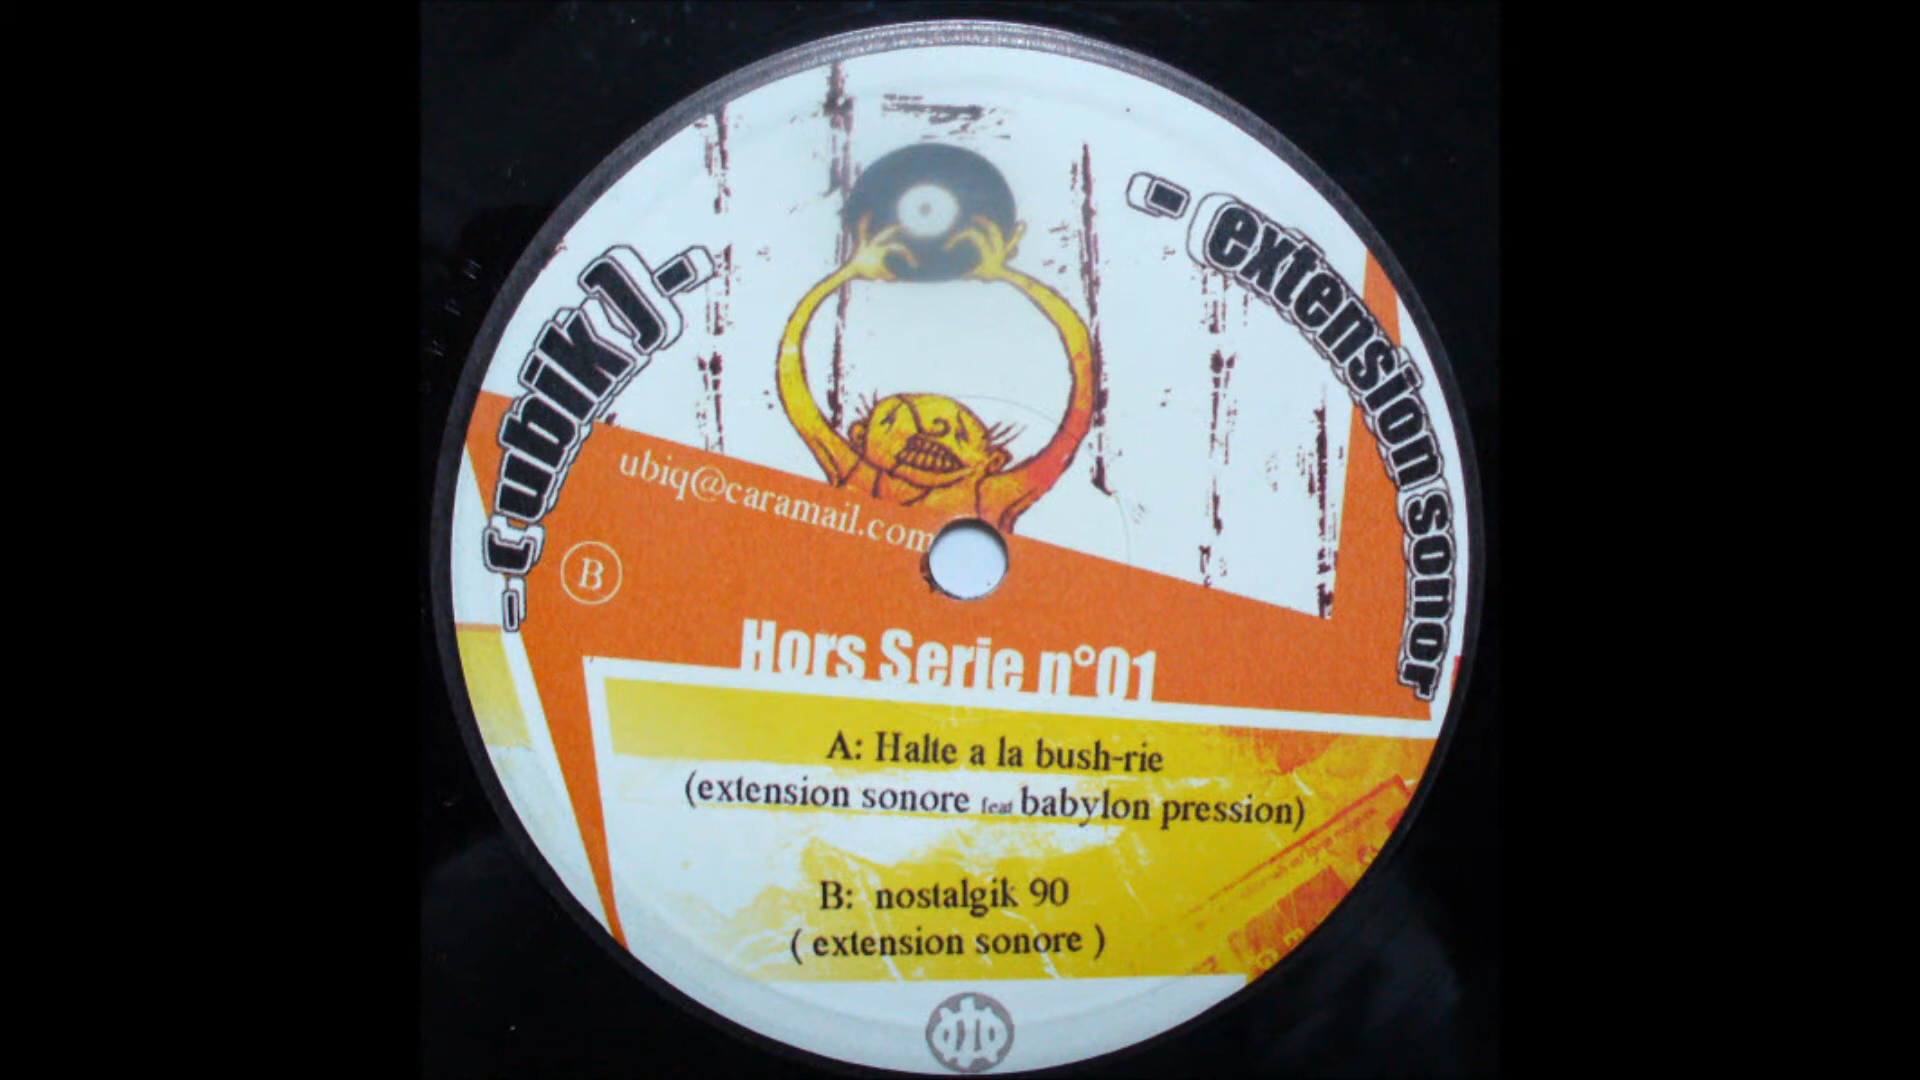 -[ubik]-
-(extension sonor
ubiq@caramail.com
B
Hors Serie n°01
A: Halte a la bush-rie
(extension sonore feat babylon pression)
B: nostalgik 90
( extension sonore )